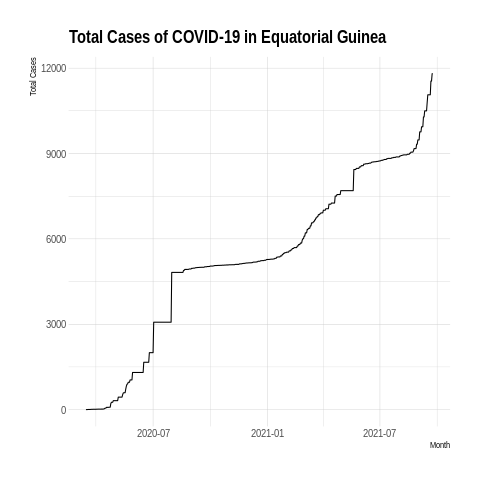 Total Cases of COVID-19 in Equatorial Guinea
Total Cases
12000
9000
6000
3000
0
2020-07
2021-01
2021-07
Month